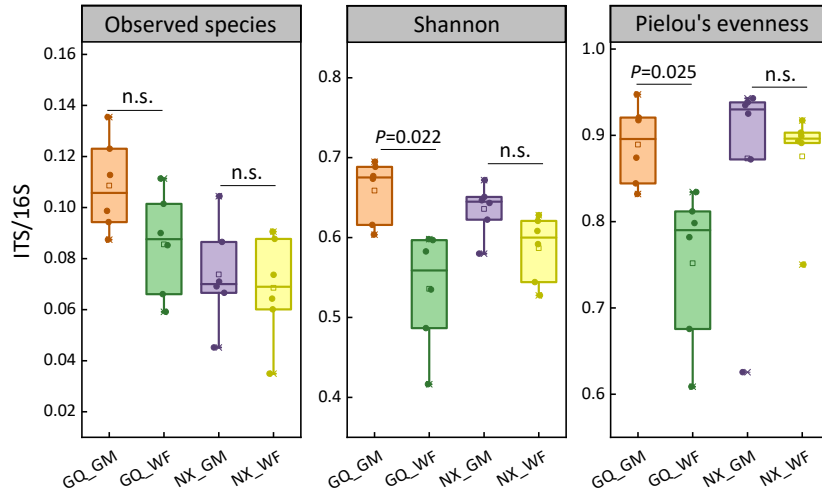 Observed species
Shannon
Pielou's evenness
ITS/16S
0.16
0.14
0.12
0.10
0.08
0.06
0.04
0.02
n.s.
n.s.
GQ_GM
GQ_WF
NX_GM
NX_WF
0.8
0.7
0.6
0.5
0.4
P=0.022
n.s.
GQ_GM
GQ_WF
NX_GM
NX_WF
1.0
0.9
0.8
0.7
0.6
P=0.025
n.s.
GQ_GM
GQ_WF
NX_GM
NX_WF